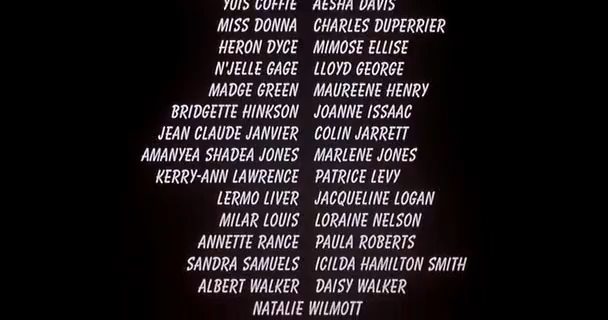 YUIS COFFIE AESHA DAVIS
MISS DONNA CHARLES DUPERRIER
HERON DYCE MIMOSE ELLISE
N'JELLE GAGE LLOYD GEORGE
MADGE GREEN MAUREENE HENRY
BRIDGETTE HINKSON JOANNE ISSAAC
JEAN CLAUDE JANVIER COLIN JARRETT
AMANYEA SHADEA JONES MARLENE JONES
KERRY-ANN LAWRENCE PATRICE LEVY
LERMO LIVER JACQUELINE LOGAN
MILAR LOUIS LORAINE NELSON
ANNETTE RANCE PAULA ROBERTS
SANDRA SAMUELS ICILDA HAMILTON SMITH
ALBERT WALKER DAISY WALKER
NATALIE WILMOTT